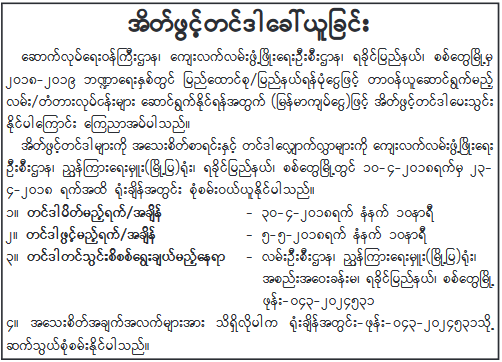 အိတ်ဖွင့်တင်ဒါခေါ်ယူခြင်း
ဆောက်လုပ်ရေးဝန်ကြီးဌာန၊ ကျေးလက်လမ်းဖွံ့ဖြိုးရေးဦးစီးဌာန၊ ရခိုင်ပြည်နယ်၊ စစ်တွေမြို့မှ
၂၀၁၈-၂၀၁၉ ဘဏ္ဍာရေးနှစ်တွင် ပြည်ထောင်စု/ပြည်နယ်ရန်ပုံငွေဖြင့် တာဝန်ယူဆောင်ရွက်မည့်
လမ်း/တံတားလုပ်ငန်းများ ဆောင်ရွက်နိုင်ရန်အတွက် (မြန်မာကျပ်ငွေ)ဖြင့် အိတ်ဖွင့်တင်ဒါပေးသွင်း
နိုင်ပါကြောင်း ကြေညာအပ်ပါသည်။
အိတ်ဖွင့်တင်ဒါများကို အသေးစိတ်စာရင်းနှင့် တင်ဒါလျှောက်လွှာများကို ကျေးလက်လမ်းဖွံ့ဖြိုးရေး
ဦးစီးဌာန၊ ညွှန်ကြားရေးမှူး(မြို့ပြ)ရုံး၊ ရခိုင်ပြည်နယ်၊ စစ်တွေမြို့တွင် ၁၀-၄-၂၀၁၈ရက်မှ ၂၃-
၄-၂၀၁၈ ရက်အထိ ရုံးချိန်အတွင်း စုံစမ်းဝယ်ယူနိုင်ပါသည်။
၁။ တင်ဒါပိတ်မည့်ရက်/အချိန် - ၃၀-၄-၂၀၁၈ရက် နံနက် ၁၀နာရီ
၂။ တင်ဒါဖွင့်မည့်ရက်/အချိန် - ၅-၅-၂၀၁၈ရက် နံနက် ၁၀နာရီ
၃။ တင်ဒါတင်သွင်းစိစစ်ရွေးချယ်မည့်နေရာ - လမ်းဦးစီးဌာန၊ ညွှန်ကြားရေးမှူး(မြို့ပြ)ရုံး၊
အစည်းအဝေးခန်းမ၊ ရခိုင်ပြည်နယ်၊ စစ်တွေမြို့
ဖုန်း-၀၄၃-၂၀၂၄၅၃၁
၄။ အသေးစိတ်အချက်အလက်များအား သိရှိလိုပါက ရုံးချိန်အတွင်း-ဖုန်း-၀၄၃-၂၀၂၄၅၃၁သို့
ဆက်သွယ်စုံစမ်းနိုင်ပါသည်။